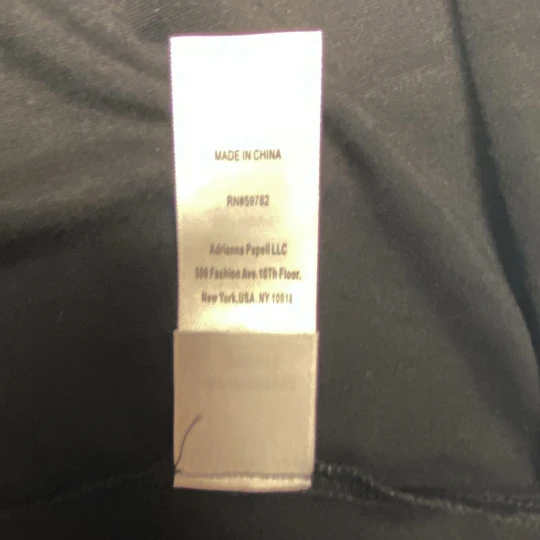 MADE IN CHINA
RN#59782
Adrianna Papell LLC
500 Fashion Ave.10Th Floor.
New York.USA. NY 10018